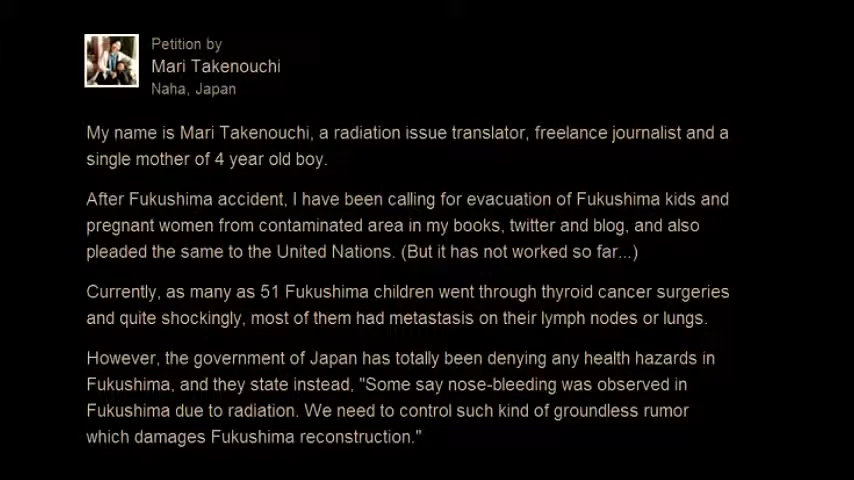 Petition by
Mari Takenouchi
Naha, Japan
My name is Mari Takenouchi, a radiation issue translator, freelance journalist and a
single mother of 4 year old boy.
After Fukushima accident, I have been calling for evacuation of Fukushima kids and
pregnant women from contaminated area in my books, twitter and blog, and also
pleaded the same to the United Nations. (But it has not worked so far...)
Currently, as many as 51 Fukushima children went through thyroid cancer surgeries
and quite shockingly, most of them had metastasis on their lymph nodes or lungs.
However, the government of Japan has totally been denying any health hazards in
Fukushima, and they state instead, "Some say nose-bleeding was observed in
Fukushima due to radiation. We need to control such kind of groundless rumor
which damages Fukushima reconstruction."